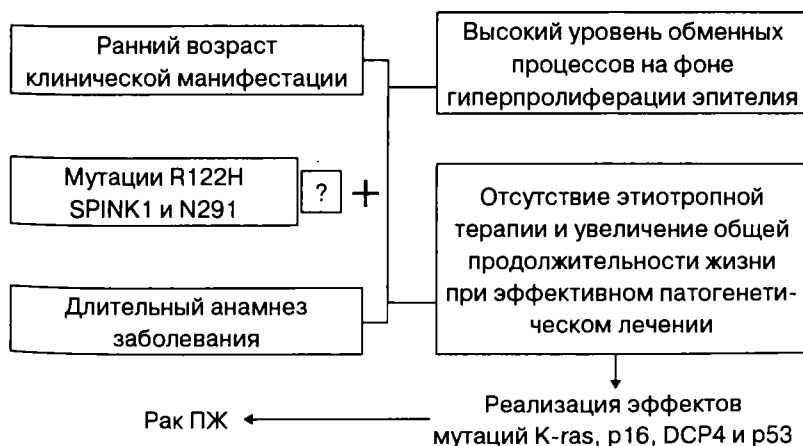 Ранний возраст
клинической манифестации
Высокий уровень обменных
процессов на фоне
гиперпролиферации эпителия
Мутации R122H
SPINK1 и N291
?
+
Отсутствие этиотропной
терапии и увеличение общей
продолжительности жизни
при эффективном патогенети-
ческом лечении
Длительный анамнез
заболевания
Реализация эффектов
мутаций K-ras, p16, DCP4 и p53
Рак ПЖ